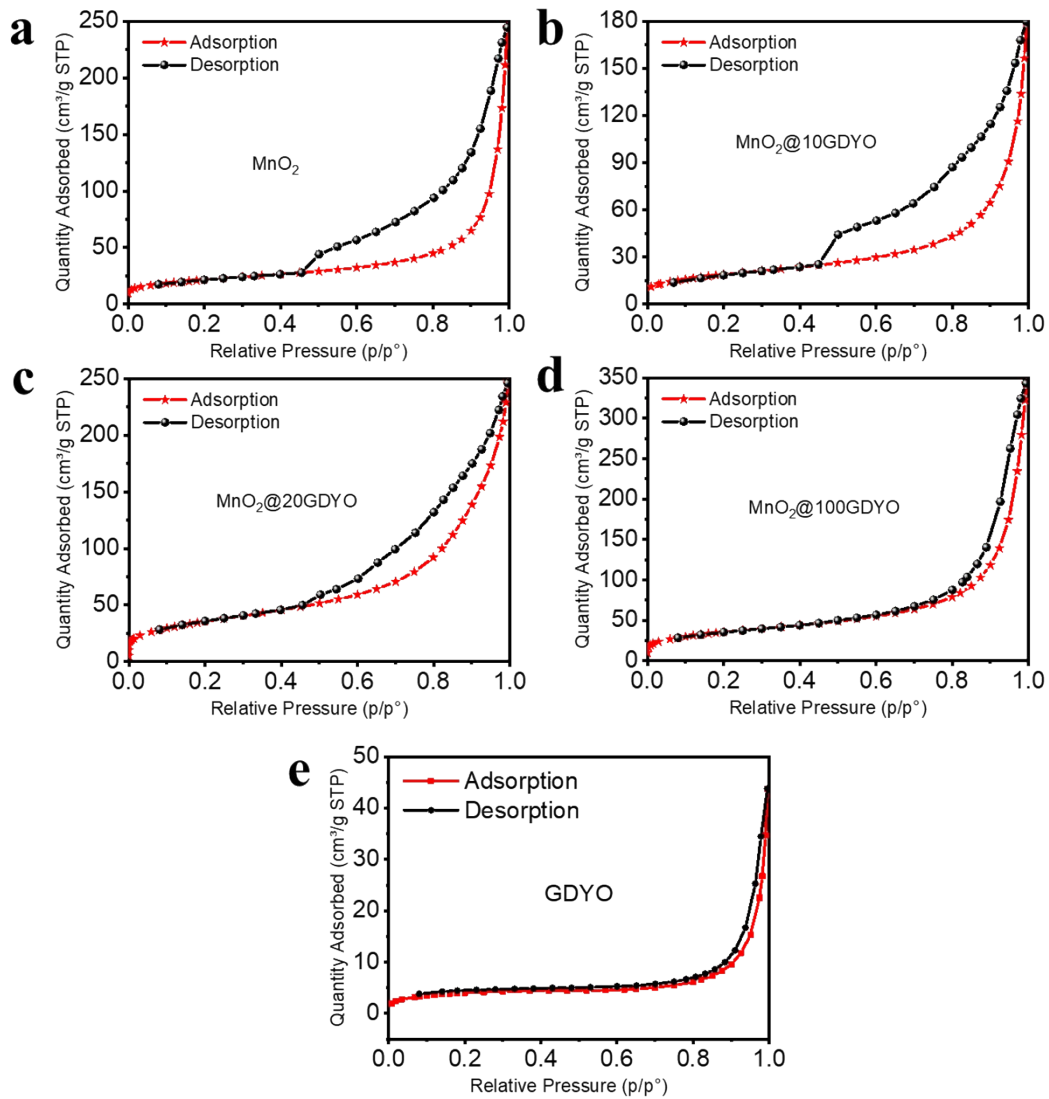 a
250
200
150
100
50
0
Quantity Adsorbed (cm³/g STP)
Adsorption
Desorption
MnO₂
0.0 0.2 0.4 0.6 0.8 1.0
Relative Pressure (p/p°)
b
180
150
120
90
60
30
0
Quantity Adsorbed (cm³/g STP)
Adsorption
Desorption
MnO₂@10GDYO
0.0 0.2 0.4 0.6 0.8 1.0
Relative Pressure (p/p°)
c
250
200
150
100
50
0
Quantity Adsorbed (cm³/g STP)
Adsorption
Desorption
MnO₂@20GDYO
0.0 0.2 0.4 0.6 0.8 1.0
Relative Pressure (p/p°)
d
350
300
250
200
150
100
50
0
Quantity Adsorbed (cm³/g STP)
Adsorption
Desorption
MnO₂@100GDYO
0.0 0.2 0.4 0.6 0.8 1.0
Relative Pressure (p/p°)
e
50
40
30
20
10
0
Quantity Adsorbed (cm³/g STP)
Adsorption
Desorption
GDYO
0.0 0.2 0.4 0.6 0.8 1.0
Relative Pressure (p/p°)